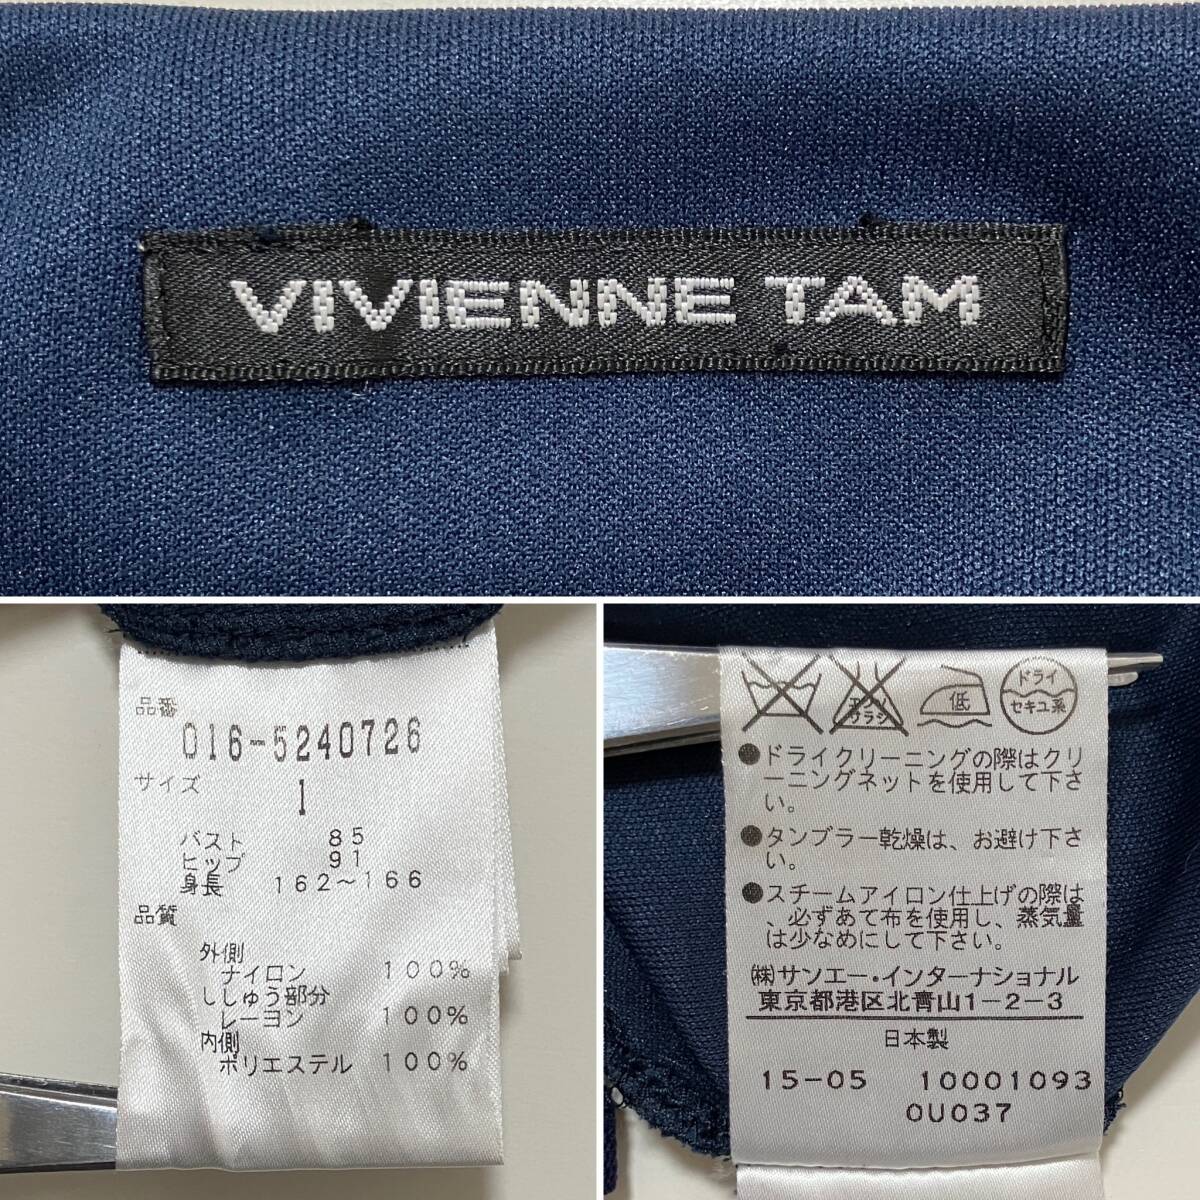 VIVIENNE TAM
品番
016-5240726
サイズ
1
バスト 85
ヒップ 91
身長 162～166
品質
外側
ナイロン 100%
ししゅう部分
レーヨン 100%
内側
ポリエステル 100%
エンソ サラシ
低
ドライ
セキユ系
●ドライクリーニングの際はクリ
ーニングネットを使用して下さ
い。
●タンブラー乾燥は、お避け下さ
い。
●スチームアイロン仕上げの際は
、必ずあて布を使用し、蒸気量
は少なめにして下さい。
㈱サンエー・インターナショナル
東京都港区北青山1-2-3
日本製
15-05 10001093
0U037